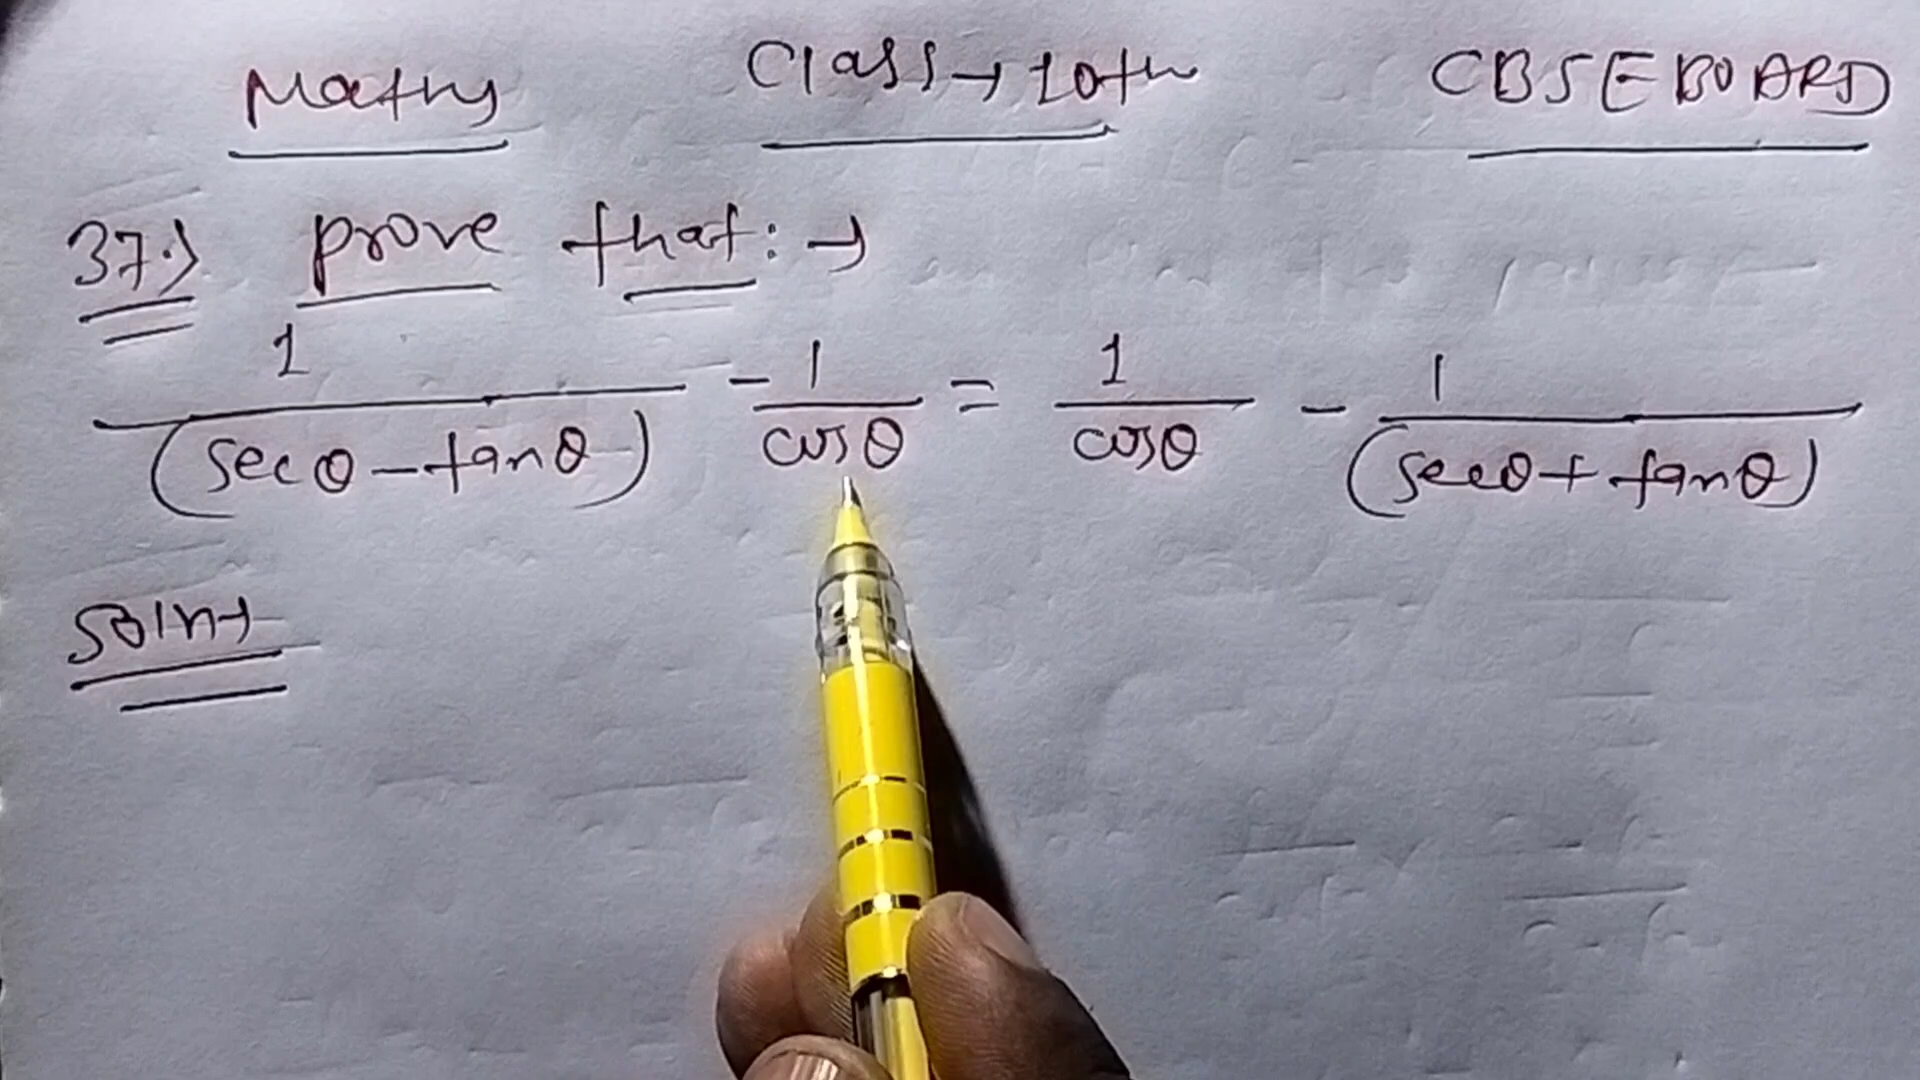 Maths Class → 10th CBSE BOARD
37.) prove that: →
1/(secθ - tanθ) - 1/cosθ = 1/cosθ - 1/(secθ + tanθ)
Soln →